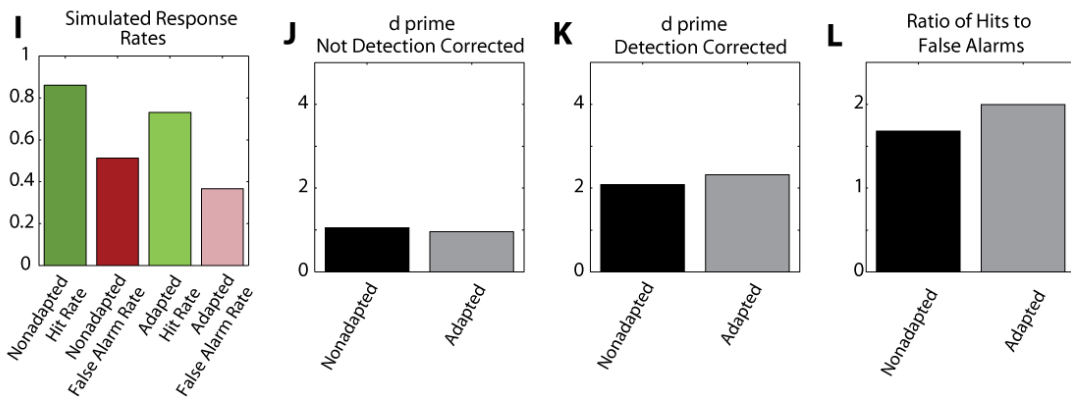 I
Simulated Response
Rates
1
0.8
0.6
0.4
0.2
0
Nonadapted
Hit Rate
Nonadapted
False Alarm Rate
Adapted
Hit Rate
Adapted
False Alarm Rate
J
d prime
Not Detection Corrected
4
2
0
Nonadapted
Adapted
K
d prime
Detection Corrected
4
2
0
Nonadapted
Adapted
L
Ratio of Hits to
False Alarms
2
1
0
Nonadapted
Adapted